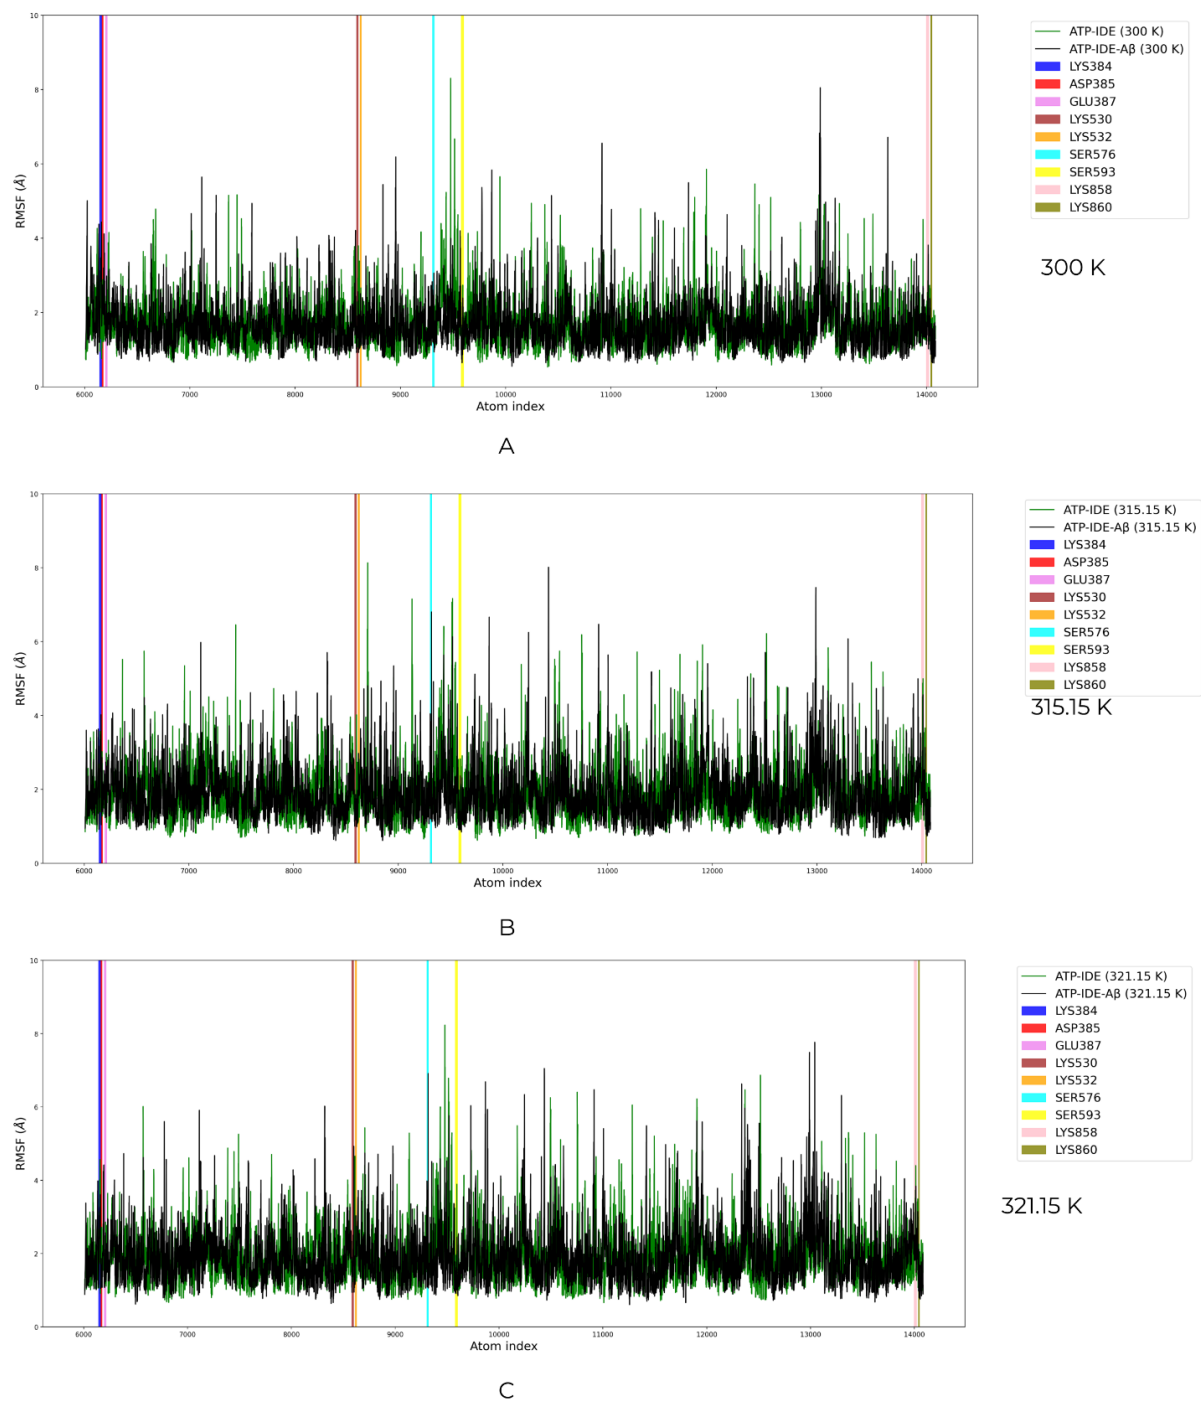 10
8
6
4
2
0
RMSF (Å)
6000 7000 8000 9000 10000 11000 12000 13000 14000
Atom index
ATP-IDE (300 K)
ATP-IDE-Aβ (300 K)
LYS384
ASP385
GLU387
LYS530
LYS532
SER576
SER593
LYS858
LYS860
300 K
A
10
8
6
4
2
0
RMSF (Å)
6000 7000 8000 9000 10000 11000 12000 13000 14000
Atom index
ATP-IDE (315.15 K)
ATP-IDE-Aβ (315.15 K)
LYS384
ASP385
GLU387
LYS530
LYS532
SER576
SER593
LYS858
LYS860
315.15 K
B
10
8
6
4
2
0
RMSF (Å)
6000 7000 8000 9000 10000 11000 12000 13000 14000
Atom index
ATP-IDE (321.15 K)
ATP-IDE-Aβ (321.15 K)
LYS384
ASP385
GLU387
LYS530
LYS532
SER576
SER593
LYS858
LYS860
321.15 K
C